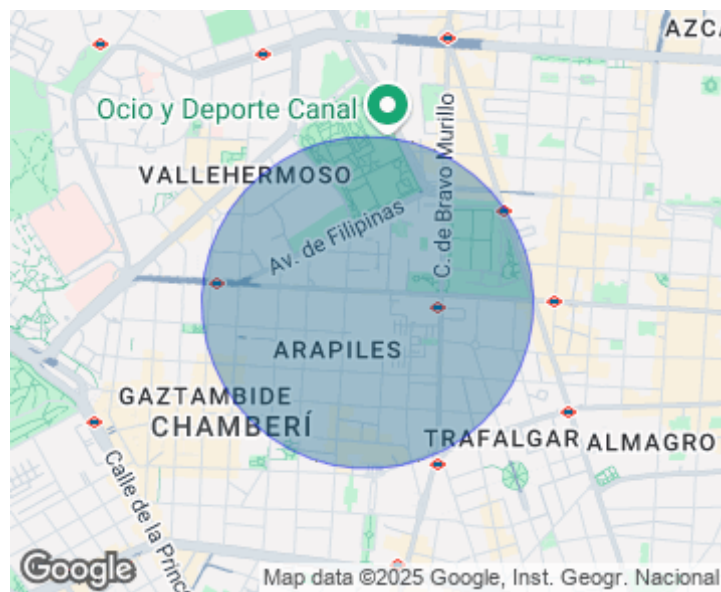 AZCA
Ocio y Deporte Canal
C. de Bravo Murillo
VALLEHERMOSO
Av. de Filipinas
ARAPILES
GAZTAMBIDE
CHAMBERÍ
TRAFALGAR
ALMAGRO
Calle de la Princ
Google
Map data ©2025 Google, Inst. Geogr. Nacional